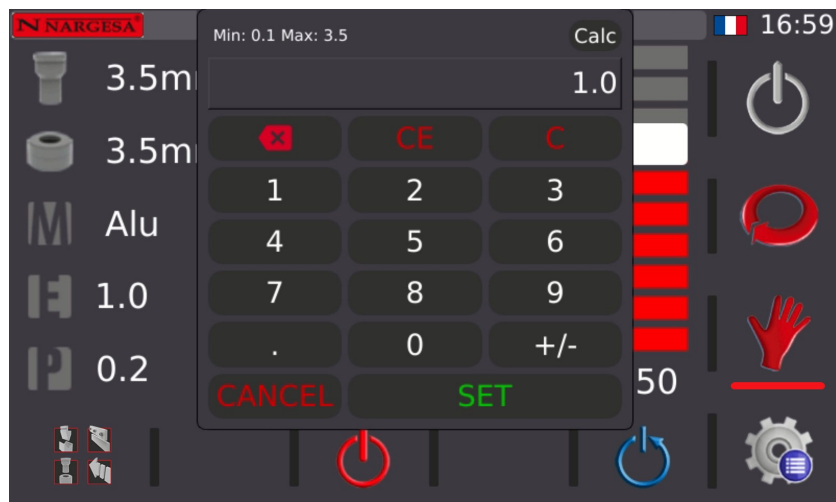 N NARGESA
Min: 0.1 Max: 3.5
Calc
16:59
1.0
3.5m
CE
C
3.5m
1
2
3
M
Alu
4
5
6
E
1.0
7
8
9
.
0
+/-
P
0.2
50
CANCEL
SET